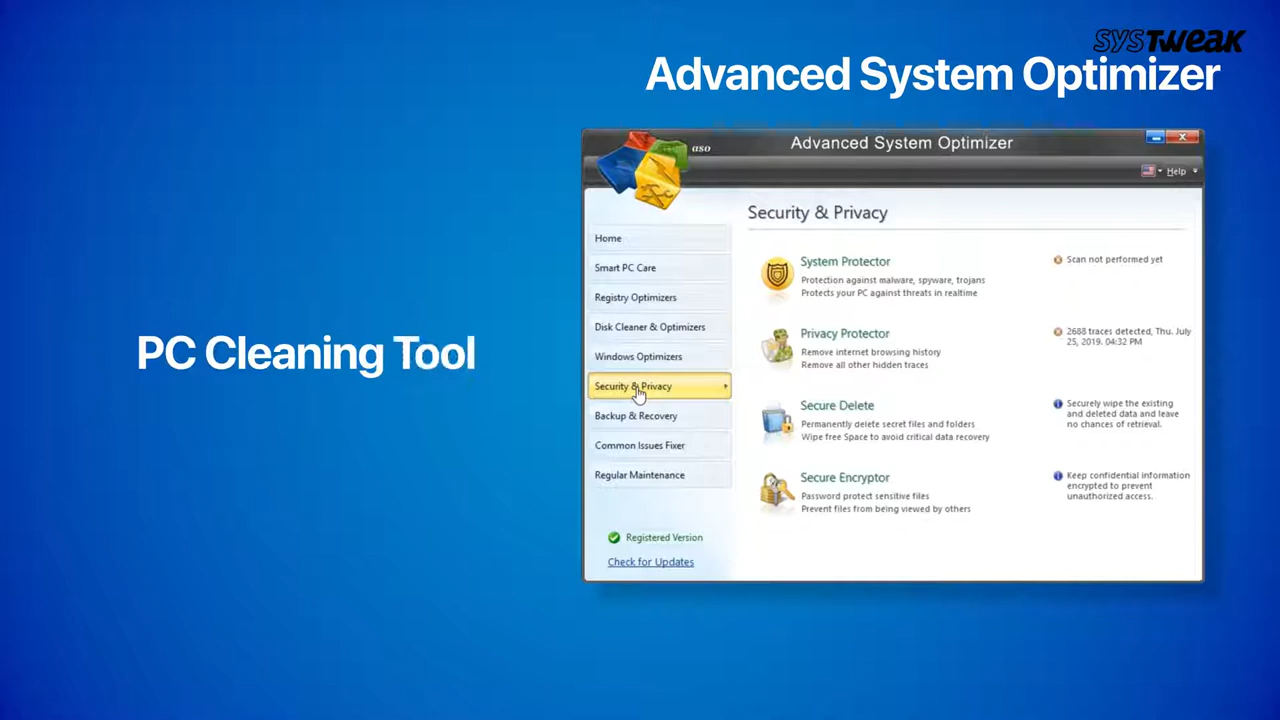 SYSTWEAK
Advanced System Optimizer
PC Cleaning Tool
aso
Advanced System Optimizer
Help
Home
Smart PC Care
Registry Optimizers
Disk Cleaner & Optimizers
Windows Optimizers
Security & Privacy
Backup & Recovery
Common Issues Fixer
Regular Maintenance
Registered Version
Check for Updates
Security & Privacy
System Protector
Protection against malware, spyware, trojans
Protects your PC against threats in realtime
Scan not performed yet
Privacy Protector
Remove internet browsing history
Remove all other hidden traces
2688 traces detected, Thu. July
25, 2019. 04:32 PM
Secure Delete
Permanently delete secret files and folders
Wipe free Space to avoid critical data recovery
Securely wipe the existing
and deleted data and leave
no chances of retrieval.
Secure Encryptor
Password protect sensitive files
Prevent files from being viewed by others
Keep confidential information
encrypted to prevent
unauthorized access.